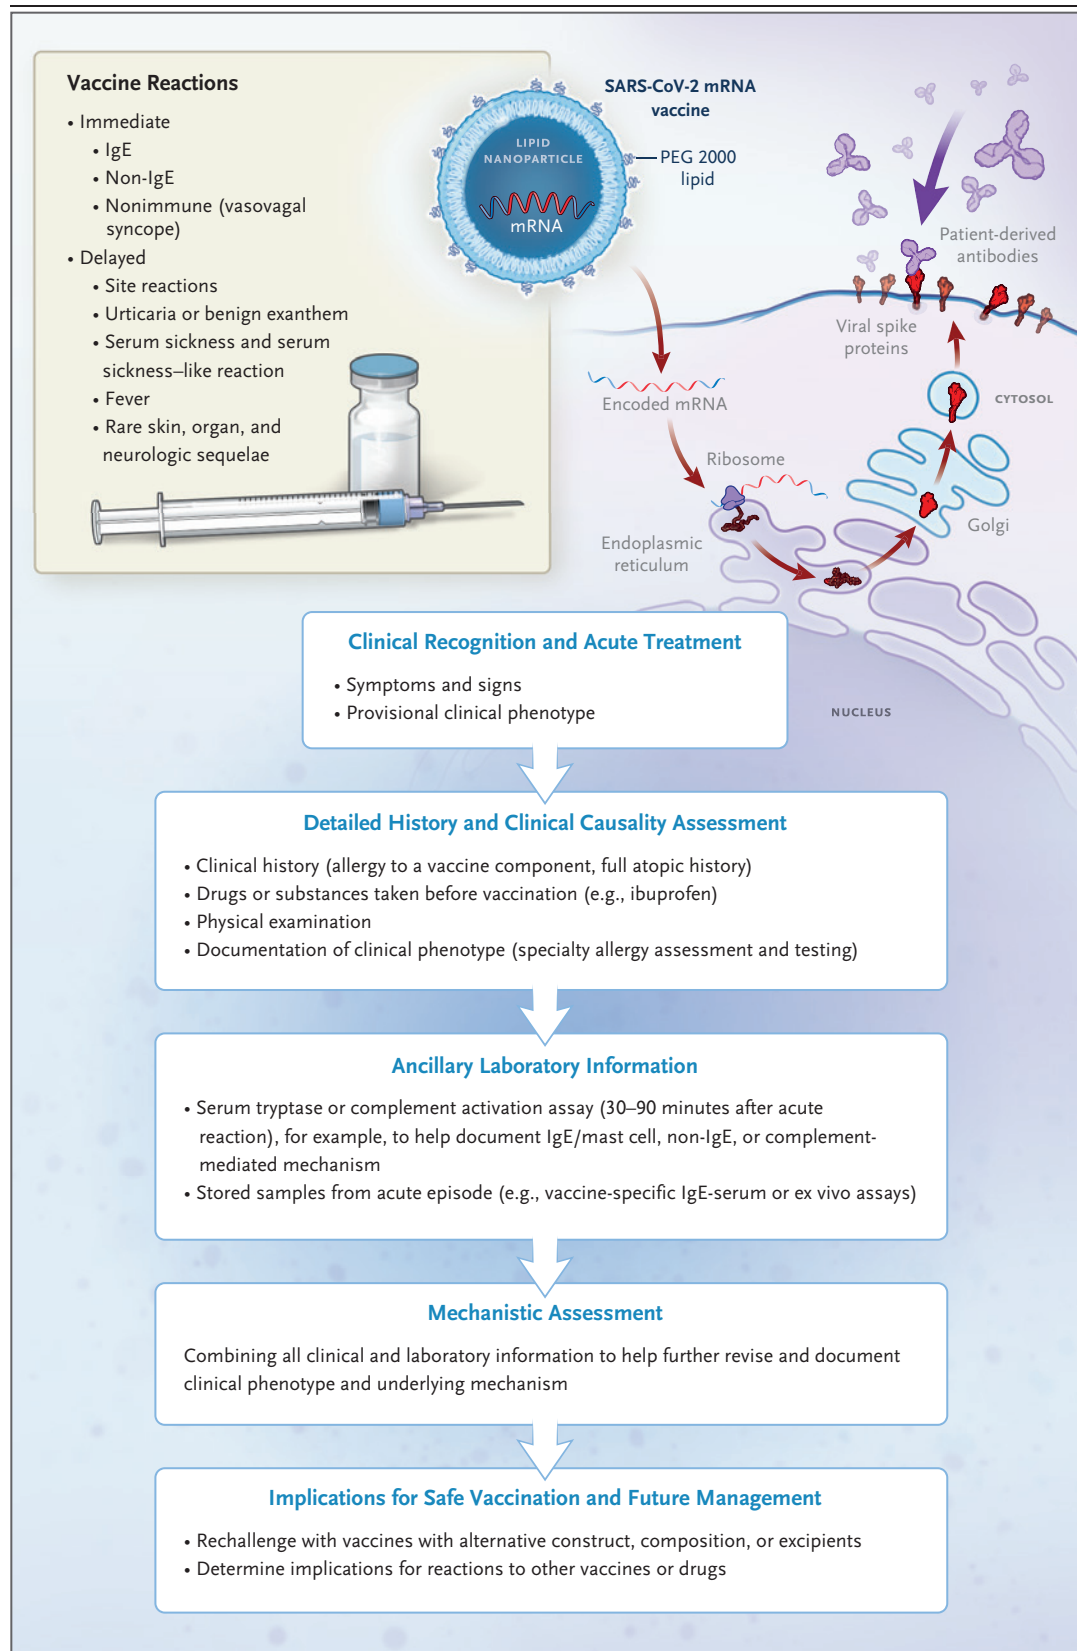 Vaccine Reactions
• Immediate
• IgE
• Non-IgE
• Nonimmune (vasovagal
syncope)
• Delayed
• Site reactions
• Urticaria or benign exanthem
• Serum sickness and serum
sickness–like reaction
• Fever
• Rare skin, organ, and
neurologic sequelae
SARS-CoV-2 mRNA
vaccine
LIPID
NANOPARTICLE
mRNA
PEG 2000
lipid
Patient-derived
antibodies
Viral spike
proteins
CYTOSOL
Encoded mRNA
Ribosome
Golgi
Endoplasmic
reticulum
NUCLEUS
Clinical Recognition and Acute Treatment
• Symptoms and signs
• Provisional clinical phenotype
Detailed History and Clinical Causality Assessment
• Clinical history (allergy to a vaccine component, full atopic history)
• Drugs or substances taken before vaccination (e.g., ibuprofen)
• Physical examination
• Documentation of clinical phenotype (specialty allergy assessment and testing)
Ancillary Laboratory Information
• Serum tryptase or complement activation assay (30–90 minutes after acute
reaction), for example, to help document IgE/mast cell, non-IgE, or complement-
mediated mechanism
• Stored samples from acute episode (e.g., vaccine-specific IgE-serum or ex vivo assays)
Mechanistic Assessment
Combining all clinical and laboratory information to help further revise and document
clinical phenotype and underlying mechanism
Implications for Safe Vaccination and Future Management
• Rechallenge with vaccines with alternative construct, composition, or excipients
• Determine implications for reactions to other vaccines or drugs